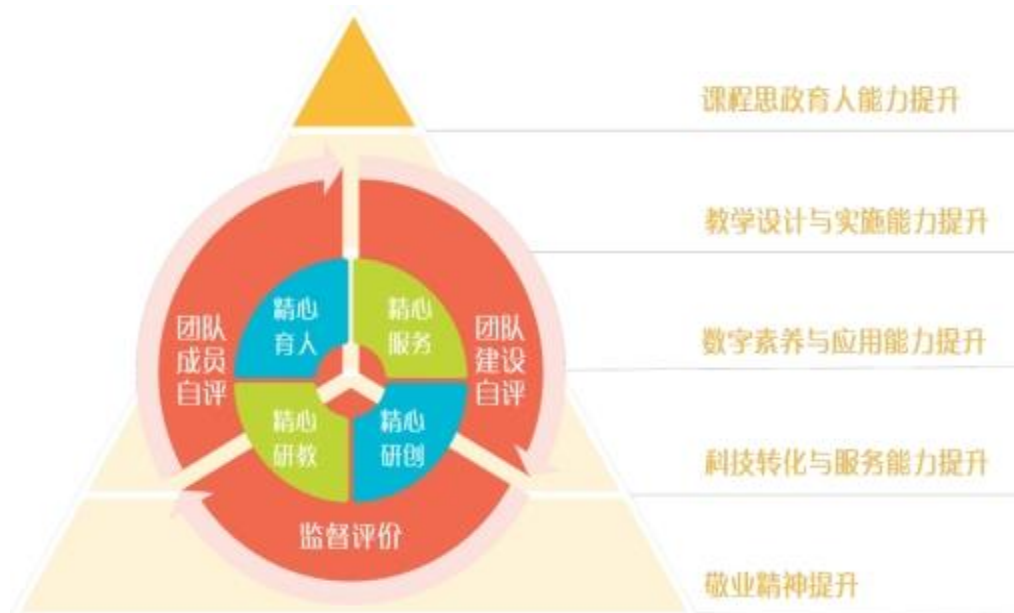 课程思政育人能力提升
教学设计与实施能力提升
数字素养与应用能力提升
科技转化与服务能力提升
敬业精神提升
团队
成员
自评
精心
育人
精心
服务
团队
建设
自评
精心
研教
精心
研创
监督评价